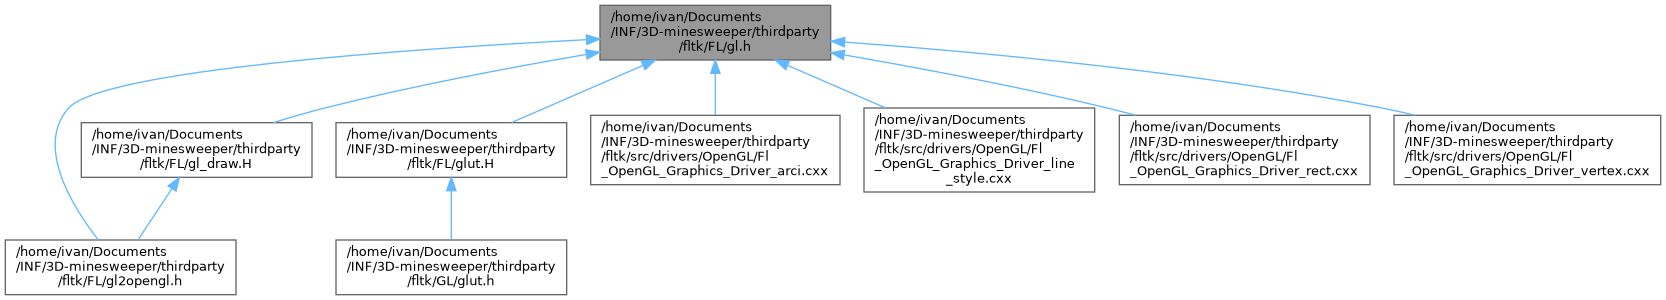 /home/ivan/Documents
/INF/3D-minesweeper/thirdparty
/fltk/FL/gl.h
/home/ivan/Documents
/INF/3D-minesweeper/thirdparty
/fltk/FL/gl_draw.H
/home/ivan/Documents
/INF/3D-minesweeper/thirdparty
/fltk/FL/glut.H
/home/ivan/Documents
/INF/3D-minesweeper/thirdparty
/fltk/src/drivers/OpenGL/Fl
_OpenGL_Graphics_Driver_arci.cxx
/home/ivan/Documents
/INF/3D-minesweeper/thirdparty
/fltk/src/drivers/OpenGL/Fl
_OpenGL_Graphics_Driver_line
_style.cxx
/home/ivan/Documents
/INF/3D-minesweeper/thirdparty
/fltk/src/drivers/OpenGL/Fl
_OpenGL_Graphics_Driver_rect.cxx
/home/ivan/Documents
/INF/3D-minesweeper/thirdparty
/fltk/src/drivers/OpenGL/Fl
_OpenGL_Graphics_Driver_vertex.cxx
/home/ivan/Documents
/INF/3D-minesweeper/thirdparty
/fltk/FL/gl2opengl.h
/home/ivan/Documents
/INF/3D-minesweeper/thirdparty
/fltk/GL/glut.h